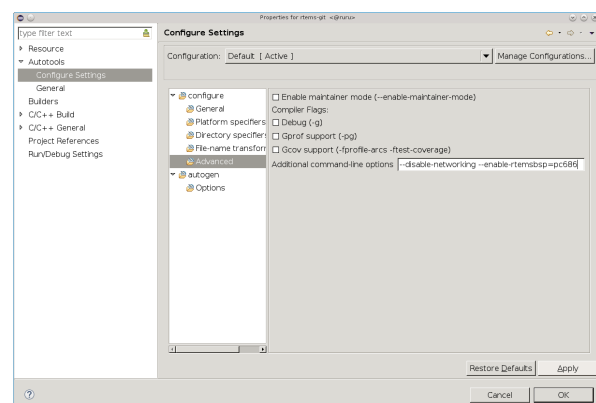 Properties for rtems-git <@ruru>
type filter text
Configure Settings
Resource
Autotools
Configure Settings
General
Builders
C/C++ Build
C/C++ General
Project References
Run/Debug Settings
Configuration: Default [ Active ] Manage Configurations...
configure
General
Platform specifiers
Directory specifiers
File-name transforr
Advanced
autogen
Options
Enable maintainer mode (--enable-maintainer-mode)
Compiler Flags:
Debug (-g)
Gprof support (-pg)
Gcov support (-fprofile-arcs -ftest-coverage)
Additional command-line options --disable-networking --enable-rtemsbsp=pc686
Restore Defaults Apply
? Cancel OK